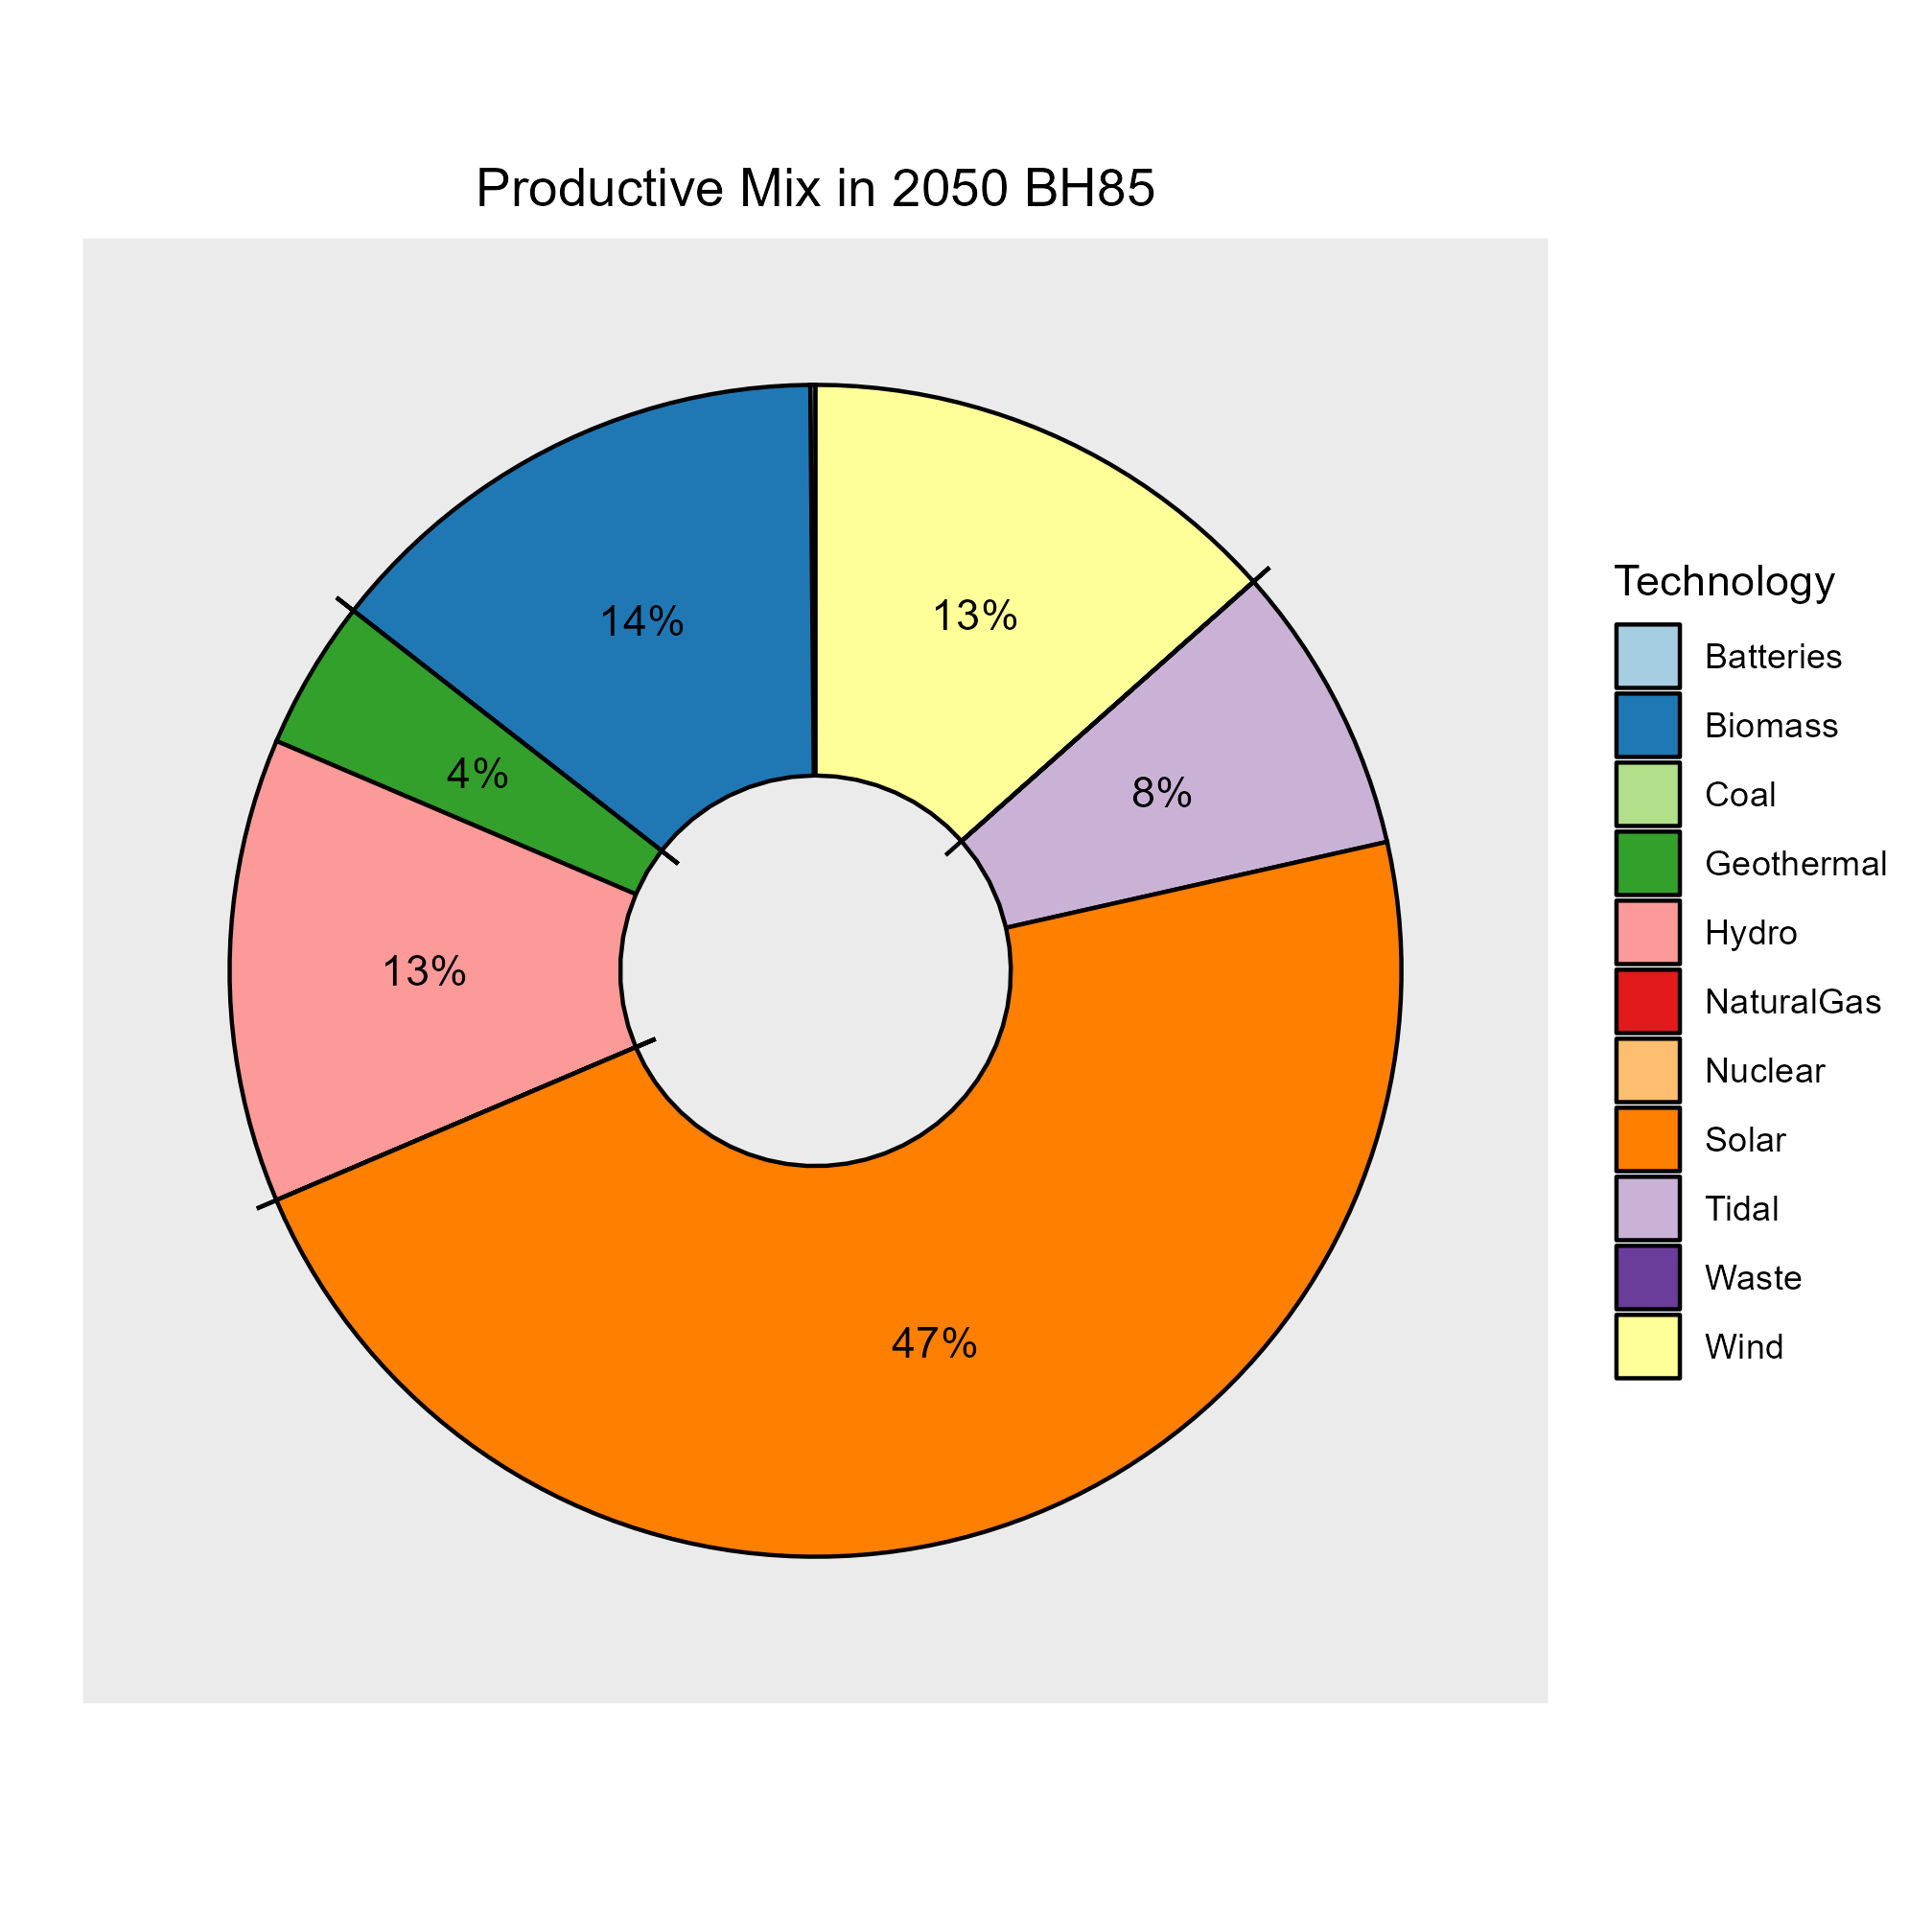 Productive Mix in 2050 BH85
14%
13%
4%
8%
13%
47%
Technology
Batteries
Biomass
Coal
Geothermal
Hydro
NaturalGas
Nuclear
Solar
Tidal
Waste
Wind